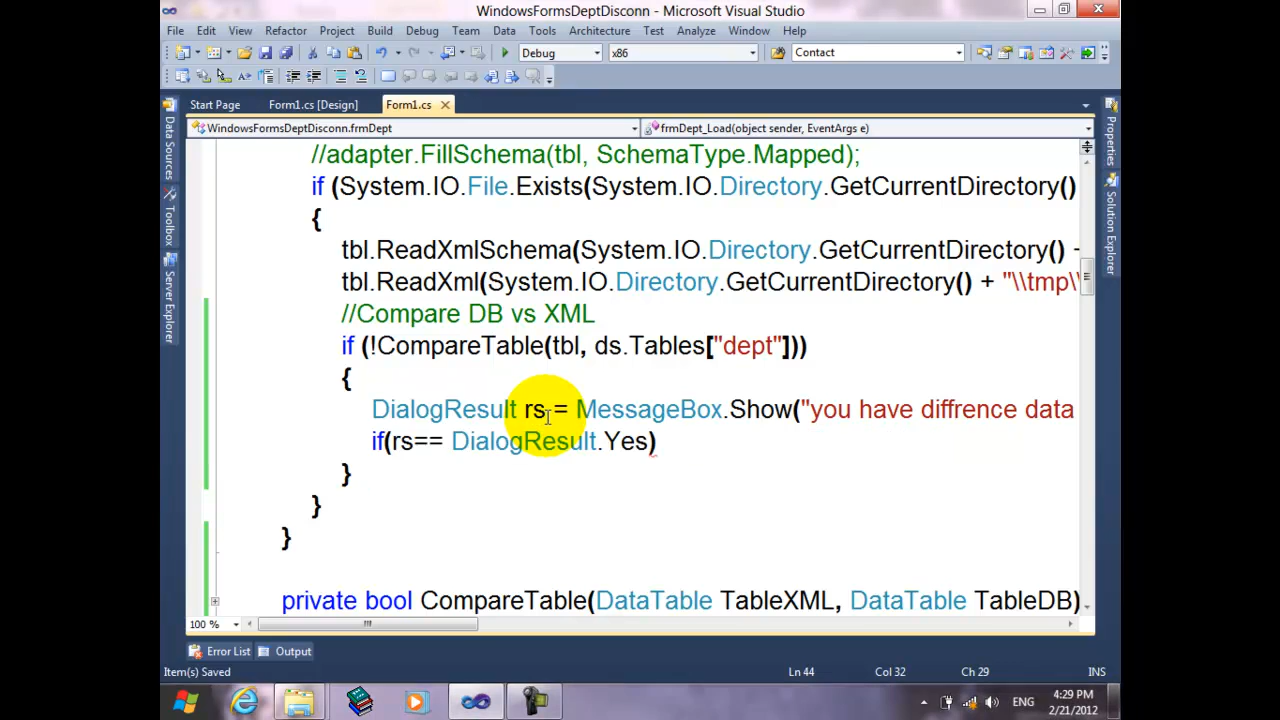 WindowsFormsDeptDisconn - Microsoft Visual Studio
File Edit View Refactor Project Build Debug Team Data Tools Architecture Test Analyze Window Help
Debug x86 Contact
Start Page Form1.cs [Design] Form1.cs
WindowsFormsDeptDisconn.frmDept frmDept_Load(object sender, EventArgs e)
//adapter.FillSchema(tbl, SchemaType.Mapped);
if (System.IO.File.Exists(System.IO.Directory.GetCurrentDirectory()
{
tbl.ReadXmlSchema(System.IO.Directory.GetCurrentDirectory() +
tbl.ReadXml(System.IO.Directory.GetCurrentDirectory() + "\\tmp\
//Compare DB vs XML
if (!CompareTable(tbl, ds.Tables["dept"]))
{
DialogResult rs = MessageBox.Show("you have diffrence data
if(rs== DialogResult.Yes)
}
}
}
private bool CompareTable(DataTable TableXML, DataTable TableDB)
100 %
Data Sources
Toolbox
Server Explorer
Properties
Solution Explorer
Error List Output
Item(s) Saved Ln 44 Col 32 Ch 29 INS
ENG
4:29 PM
2/21/2012